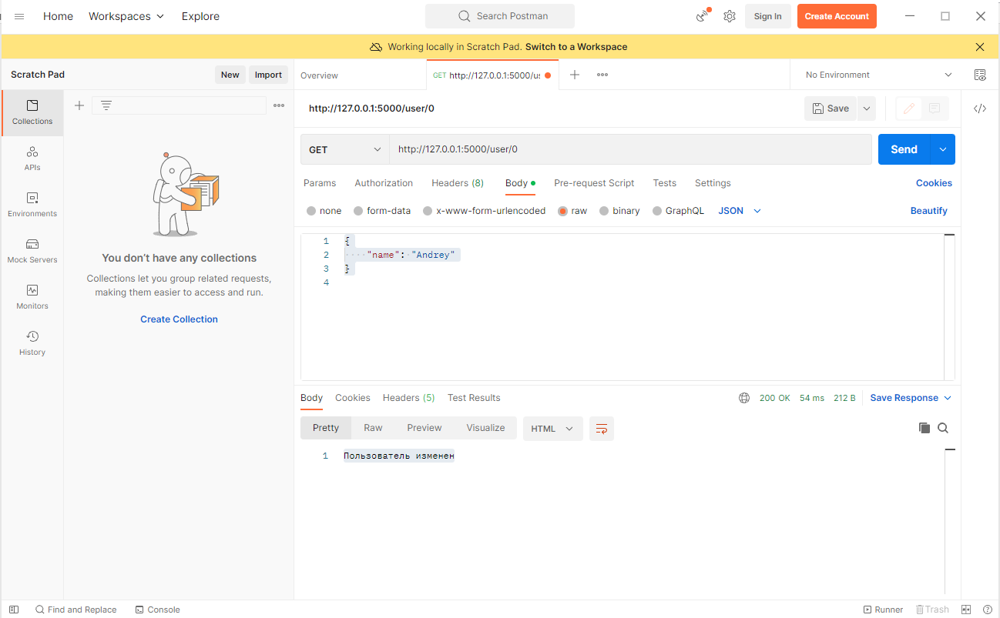 Home Workspaces Explore Search Postman Sign In Create Account
Working locally in Scratch Pad. Switch to a Workspace
Scratch Pad New Import Overview GET http://127.0.0.1:5000/us No Environment
http://127.0.0.1:5000/user/0 Save
Collections
APIs
Environments
Mock Servers
Monitors
History
You don't have any collections
Collections let you group related requests,
making them easier to access and run.
Create Collection
GET http://127.0.0.1:5000/user/0 Send
Params Authorization Headers (8) Body Pre-request Script Tests Settings Cookies
none form-data x-www-form-urlencoded raw binary GraphQL JSON Beautify
1 {
2 "name": "Andrey"
3 }
4
Body Cookies Headers (5) Test Results 200 OK 54 ms 212 B Save Response
Pretty Raw Preview Visualize HTML
1 Пользователь изменен
Find and Replace Console Runner Trash